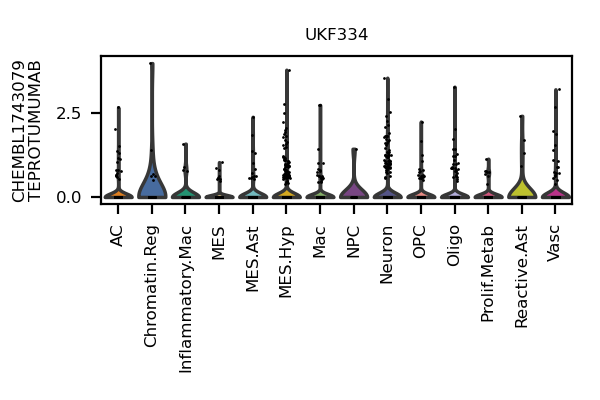 UKF334
CHEMBL1743079
TEPROTUMUMAB
2.5
0.0
AC
Chromatin.Reg
Inflammatory.Mac
MES
MES.Ast
MES.Hyp
Mac
NPC
Neuron
OPC
Oligo
Prolif.Metab
Reactive.Ast
Vasc